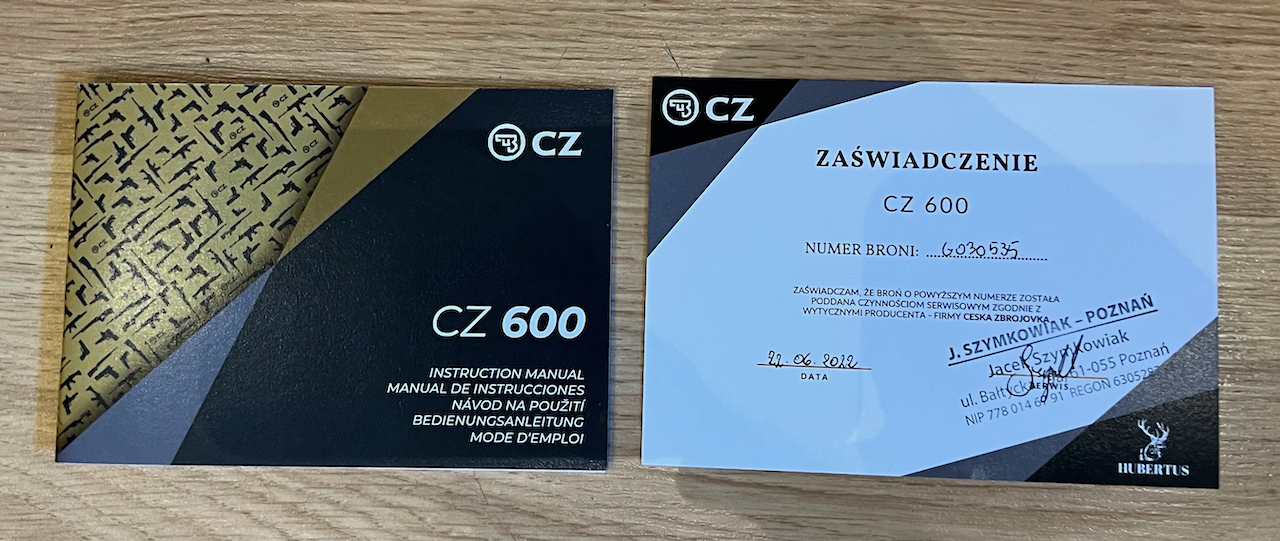 CZ
CZ 600
INSTRUCTION MANUAL
MANUAL DE INSTRUCCIONES
NÁVOD NA POUŽITÍ
BEDIENUNGSANLEITUNG
MODE D'EMPLOI
CZ
ZAŚWIADCZENIE
CZ 600
NUMER BRONI: G030535
ZAŚWIADCZAM, ŻE BROŃ O POWYŻSZYM NUMERZE ZOSTAŁA
PODDANA CZYNNOŚCIOM SERWISOWYM ZGODNIE Z
WYTYCZNYMI PRODUCENTA - FIRMY CESKA ZBROJOVKA
22.06.2022
DATA
J. SZYMKOWIAK - POZNAŃ
Jacek Szymkowiak
ul. 61-055 Poznań
NIP 778 014 91 REGON
SERWIS
HUBERTUS